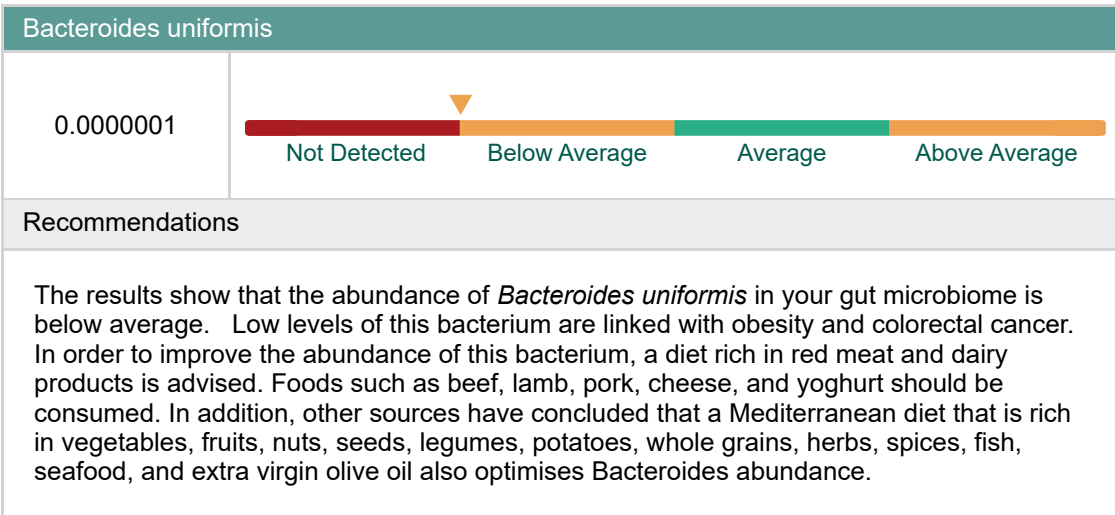 Bacteroides uniformis
0.0000001
Not Detected Below Average Average Above Average
Recommendations
The results show that the abundance of Bacteroides uniformis in your gut microbiome is
below average. Low levels of this bacterium are linked with obesity and colorectal cancer.
In order to improve the abundance of this bacterium, a diet rich in red meat and dairy
products is advised. Foods such as beef, lamb, pork, cheese, and yoghurt should be
consumed. In addition, other sources have concluded that a Mediterranean diet that is rich
in vegetables, fruits, nuts, seeds, legumes, potatoes, whole grains, herbs, spices, fish,
seafood, and extra virgin olive oil also optimises Bacteroides abundance.